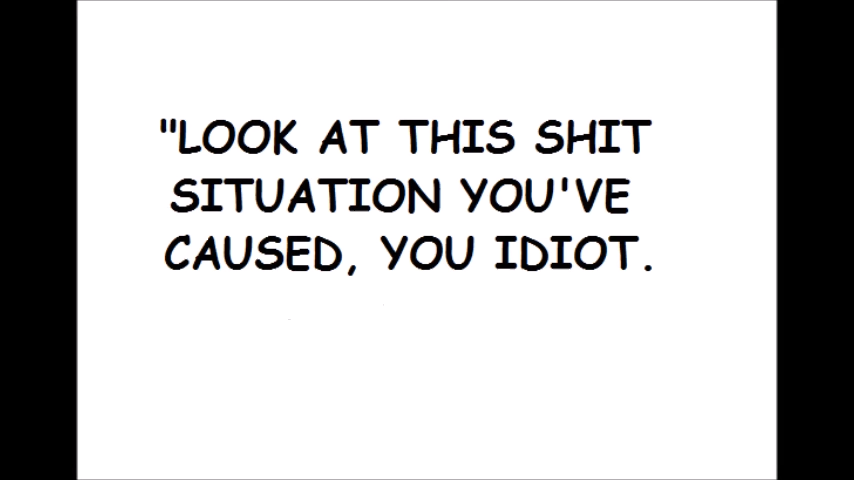 "LOOK AT THIS SHIT
SITUATION YOU'VE
CAUSED, YOU IDIOT.